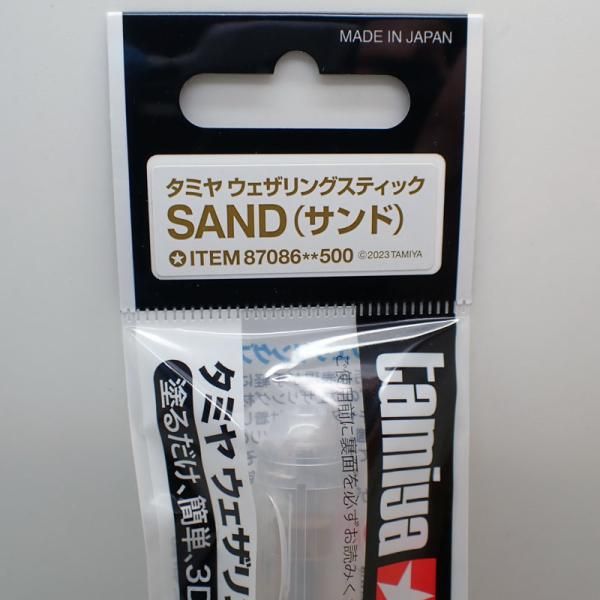 MADE IN JAPAN
タミヤ ウェザリングスティック
SAND(サンド)
ITEM 87086**500 ©2023 TAMIYA
タミヤ ウェザリン
塗るだけ、簡単、3D
ご使用前に裏面を必ずお読みく
tamiya